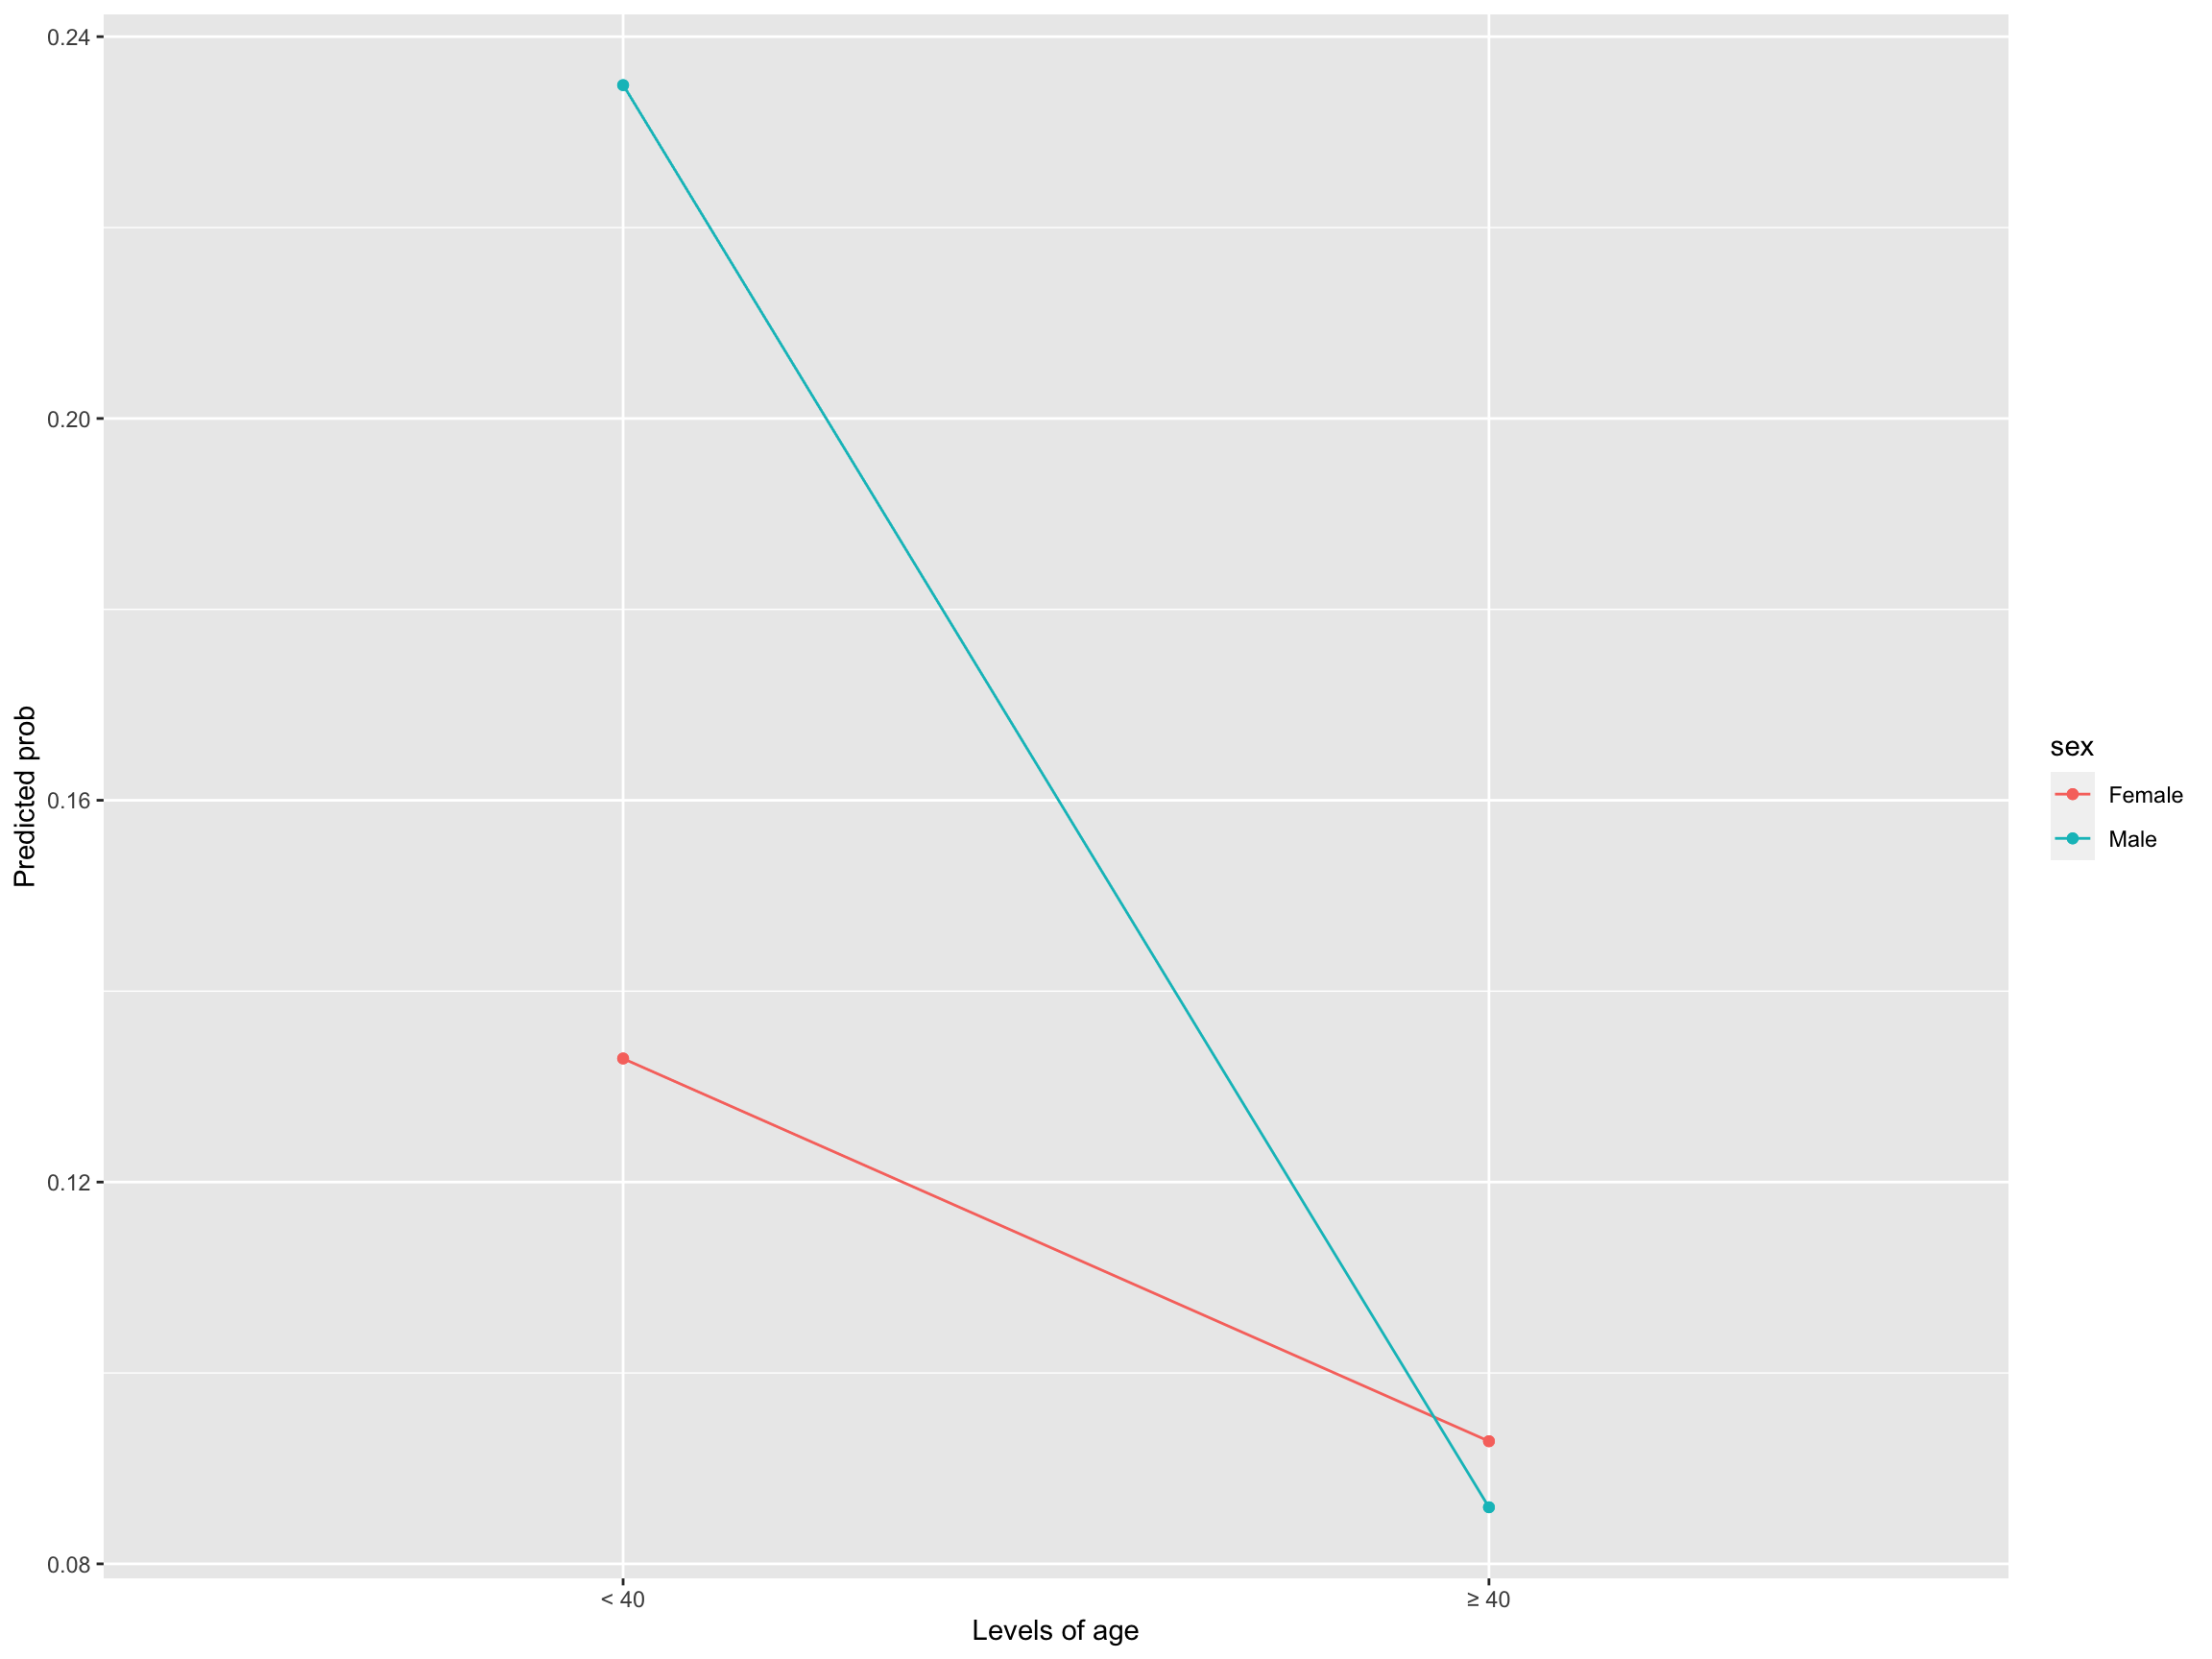 0.24
0.20
0.16
0.12
0.08
Predicted prob
< 40
≥ 40
Levels of age
sex
Female
Male